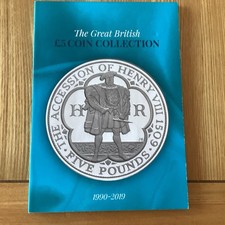 The Great British
£5 COIN COLLECTION
THE ACCESSION OF HENRY VIII 1509
H R
· FIVE POUNDS ·
1990-2019